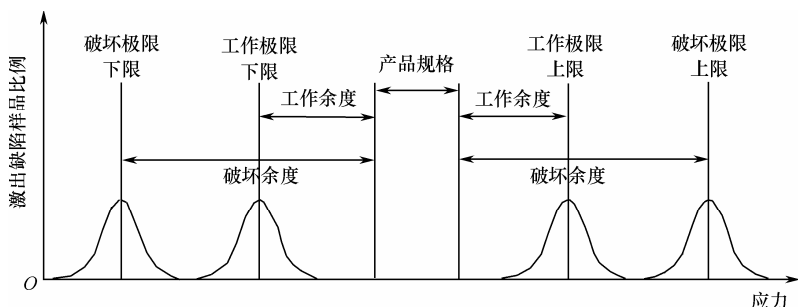 破坏极限
下限
工作极限
下限
产品规格
工作极限
上限
破坏极限
上限
工作余度
工作余度
破坏余度
破坏余度
激出缺陷样品比例
O
应力